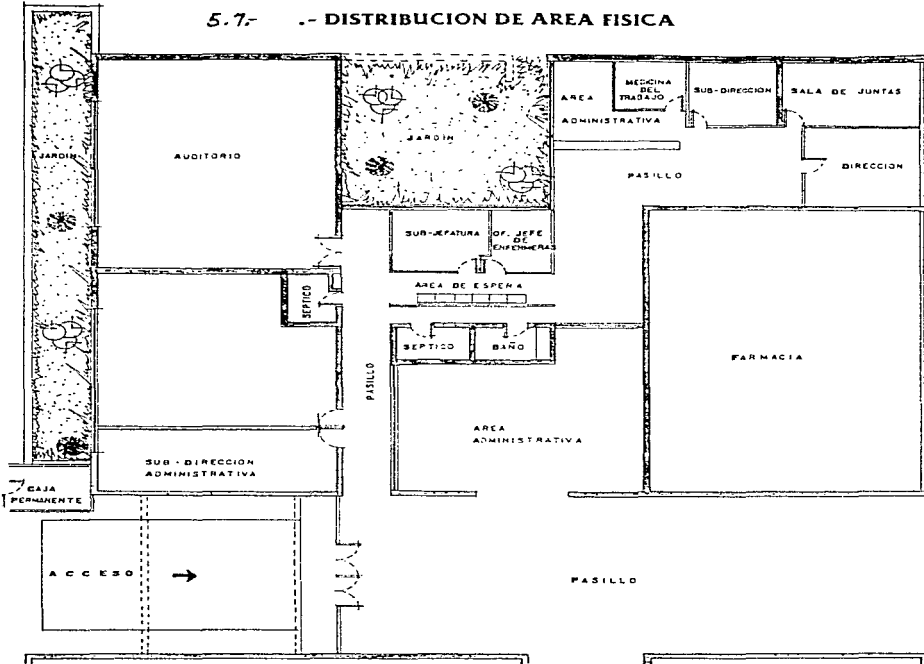 5.7.- .- DISTRIBUCION DE AREA FISICA
JARDIN
AUDITORIO
JARDIN
AREA
ADMINISTRATIVA
MEDICINA
DEL
TRABAJO
SUB-DIRECCION
SALA DE JUNTAS
DIRECCION
PASILLO
SUB-JEFATURA
OF. JEFE
DE
ENFERMERAS
AREA DE ESPERA
SEPTICO
SEPTICO
BAÑO
PASILLO
FARMACIA
AREA
ADMINISTRATIVA
SUB-DIRECCION
ADMINISTRATIVA
CAJA
PERMANENTE
ACCESO
PASILLO